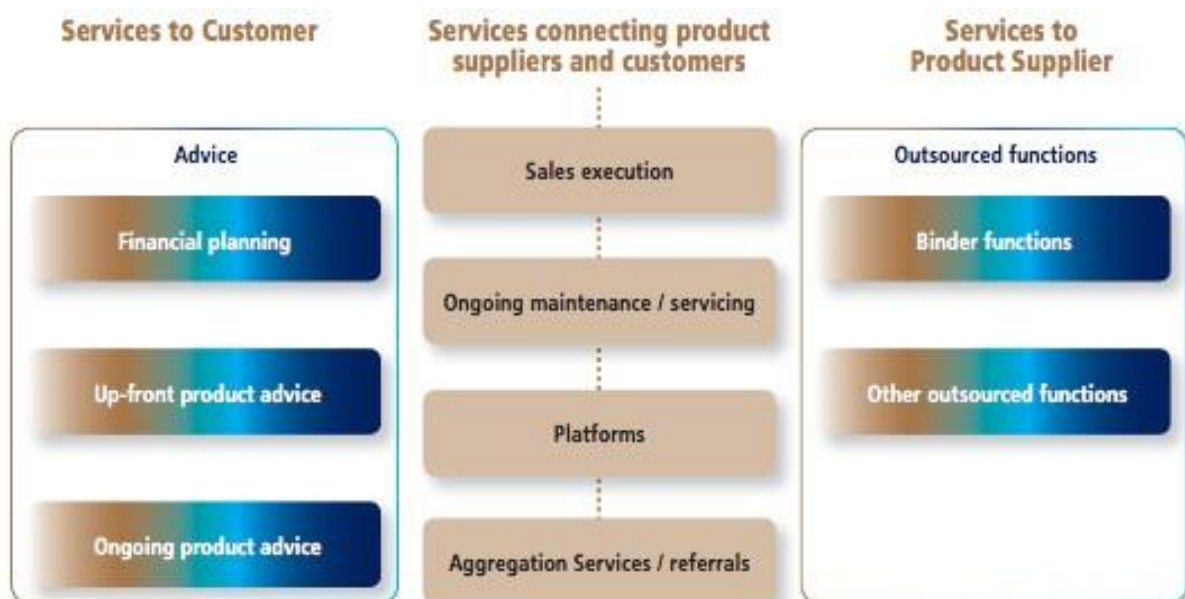 Services to Customer
Services connecting product
suppliers and customers
Services to
Product Supplier
Advice
Financial planning
Up-front product advice
Ongoing product advice
Sales execution
Ongoing maintenance / servicing
Platforms
Aggregation Services / referrals
Outsourced functions
Binder functions
Other outsourced functions